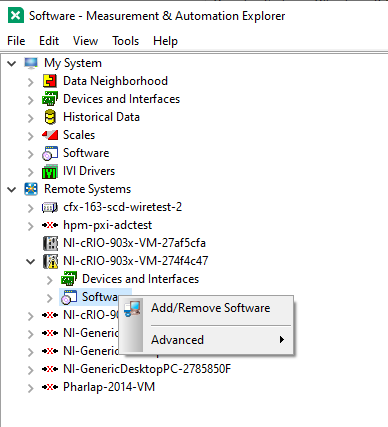 Software - Measurement & Automation Explorer
File Edit View Tools Help
My System
Data Neighborhood
Devices and Interfaces
Historical Data
Scales
Software
IVI Drivers
Remote Systems
cfx-163-scd-wiretest-2
hpm-pxi-adctest
NI-cRIO-903x-VM-27af5cfa
NI-cRIO-903x-VM-274f4c47
Devices and Interfaces
Softwa
Add/Remove Software
NI-cRIO-90
NI-Generic
Advanced
NI-GenericDesktopPC-2785850F
Pharlap-2014-VM